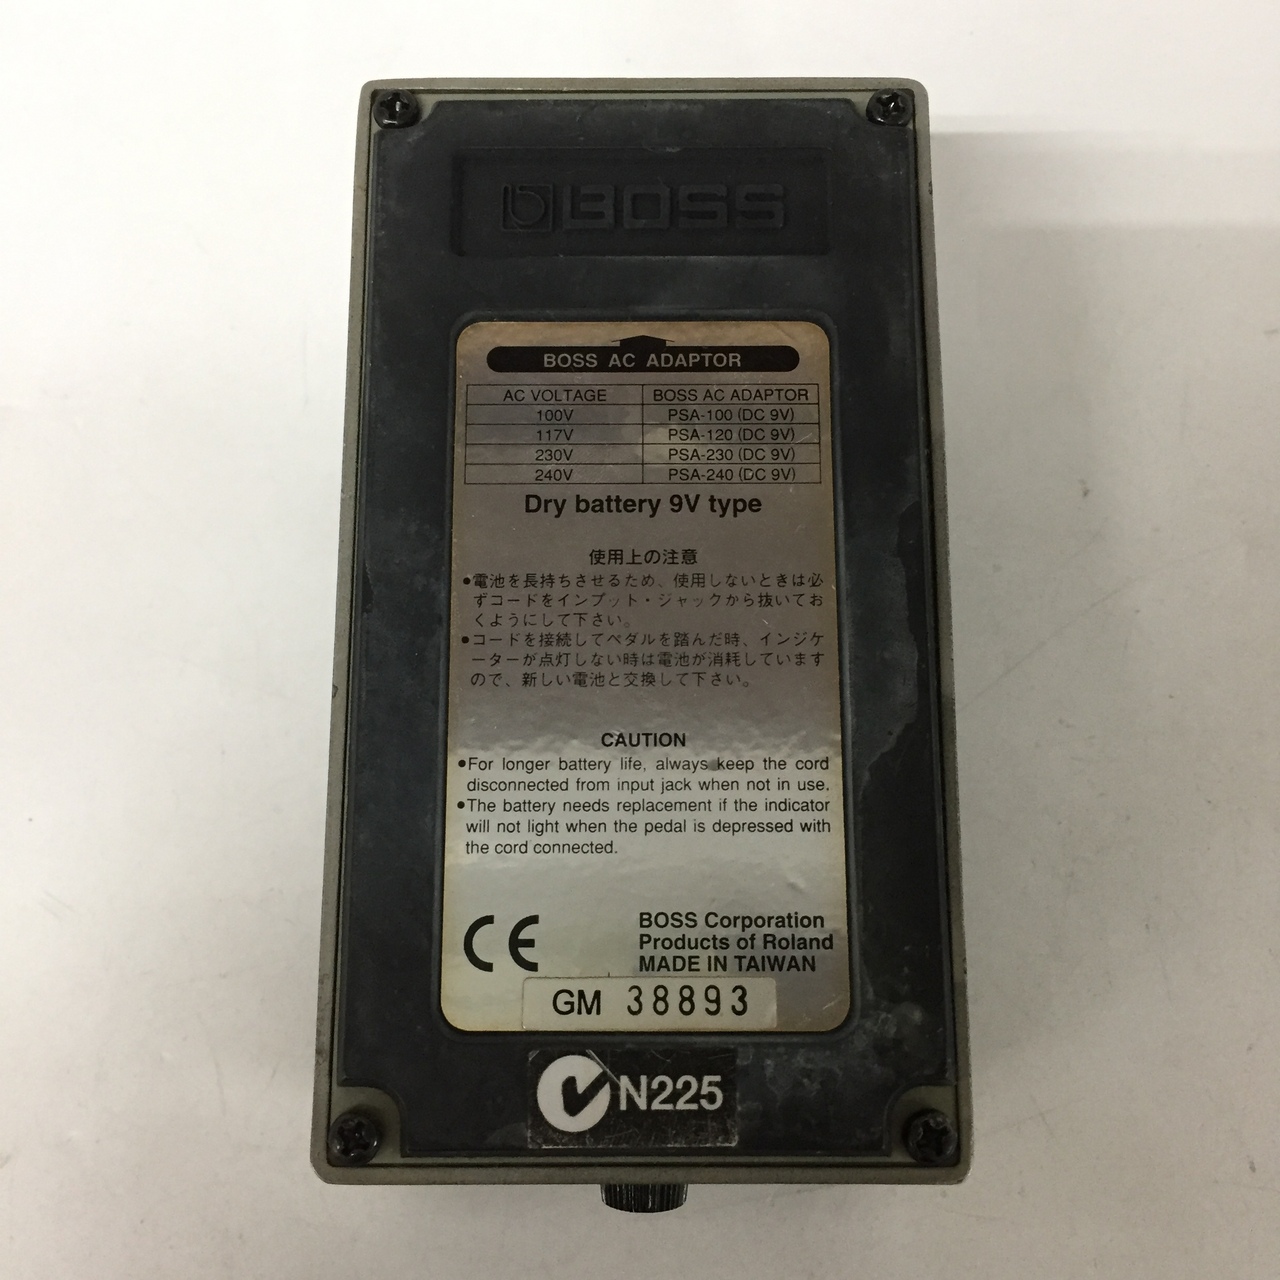 BOSS
BOSS AC ADAPTOR
AC VOLTAGE BOSS AC ADAPTOR
100V PSA-100 (DC 9V)
117V PSA-120 (DC 9V)
230V PSA-230 (DC 9V)
240V PSA-240 (DC 9V)
Dry battery 9V type
使用上の注意
●電池を長持ちさせるため、使用しないときは必
ずコードをインプット・ジャックから抜いてお
くようにして下さい。
●コードを接続してペダルを踏んだ時、インジケ
ーターが点灯しない時は電池が消耗しています
ので、新しい電池と交換して下さい。
CAUTION
●For longer battery life, always keep the cord
disconnected from input jack when not in use.
●The battery needs replacement if the indicator
will not light when the pedal is depressed with
the cord connected.
CE
BOSS Corporation
Products of Roland
MADE IN TAIWAN
GM 38893
N225